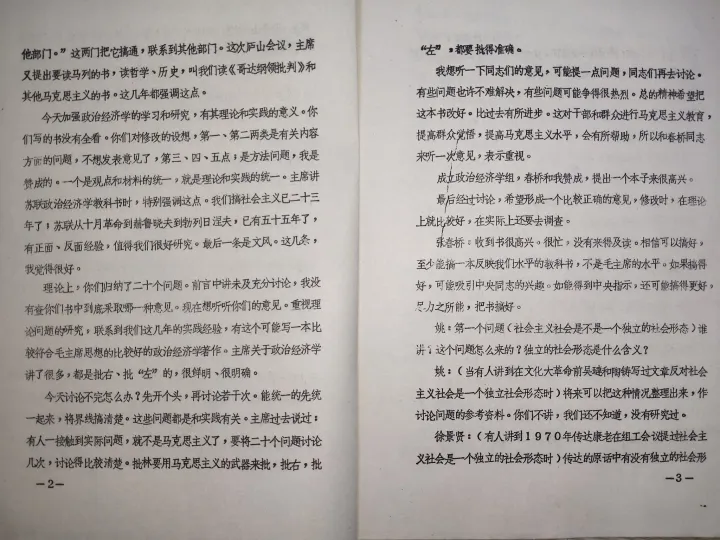 他部门。”这两门把它搞通，联系到其他部门。这次庐山会议，主席
又提出要读马列的书，读哲学、历史，叫我们读《哥达纲领批判》和
其他马克思主义的书。这几年都强调这点。
今天加强政治经济学的学习和研究，有其理论和实践的意义。你
们写的书没有全看。你们对修改的设想，第一、第二两类是有关内容
方面的问题，不想发表意见了，第三、四、五点；是方法问题，我是
赞成的。一个是观点和材料的统一，就是理论和实践的统一。主席讲
苏联政治经济学教科书时，特别强调这点。我们搞社会主义已二十三
年了；苏联从十月革命到赫鲁晓夫到勃列日涅夫，已有五十五年了，
有正面、反面经验，值得我们很好研究。最后一条是文风。这几条，
我觉得很好。
理论上，你们归纳了二十个问题。前言中讲未及充分讨论，我没
有查你们书中到底采取哪一种意见。现在想听听你们的意见。重视理
论问题的研究，联系到我们这几年的实践经验，有这个可能写一本比
较符合毛主席思想的比较好的政治经济学著作。主席关于政治经济学
讲了很多，都是批右、批“左”的，很鲜明、很明确。
今天讨论不完怎么办？先开个头，再讨论若干次。能统一的先统
一起来，将界线搞清楚。这些问题都是和实践有关。主席过去说过：
有人一接触到实际问题，就不是马克思主义了，要将二十个问题讨论
几次，讨论得比较清楚。批林要用马克思主义的武器来批，批右，批
—2—
“左”，都要批得准确。
我想听一下同志们的意见，可能提一点问题，同志们再去讨论。
有些问题也许不难解决，有些问题可能争得很热烈。总的精神希望把
这本书改好。比过去有所进步。这对干部和群众进行马克思主义教育，
提高群众觉悟，提高马克思主义水平，会有所帮助，所以和春桥同志
来听一次意见，表示重视。
成立政治经济学组，春桥和我赞成，提出一个本子来很高兴。
最后经过讨论，希望形成一个比较正确的意见，修改时，在理论
上就比较好，在实际上还要去调查。
张春桥：收到书很高兴。很忙，没有来得及读。相信可以搞好，
至少能搞一本反映我们水平的教科书，不是毛主席的水平。如果搞得
好，可能吸引中央同志的兴趣。如能得到中央指示，还可能搞得更好，
尽力之所能，把书搞好。
姚：第一个问题（社会主义社会是不是一个独立的社会形态）谁
讲？这个问题怎么来的？独立的社会形态是什么含义？
姚：（当有人讲到在文化大革命前吴琏和陶铸写过文章反对社会
主义社会是一个独立社会形态时）将来可以把这种情况整理出来，作
讨论问题的参考资料。你们不讲，我们还不知道，没有研究过。
徐景贤：（有人讲到1970年传达康老在组工会议提过社会主
义社会是一个独立的社会形态时）传达的原话中有没有独立的社会形
—3—